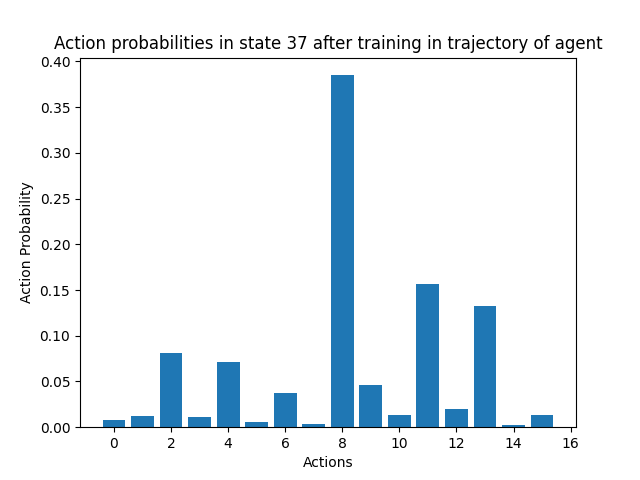 Action probabilities in state 37 after training in trajectory of agent
0.40
0.35
0.30
0.25
0.20
0.15
0.10
0.05
0.00
Action Probability
0 2 4 6 8 10 12 14 16
Actions